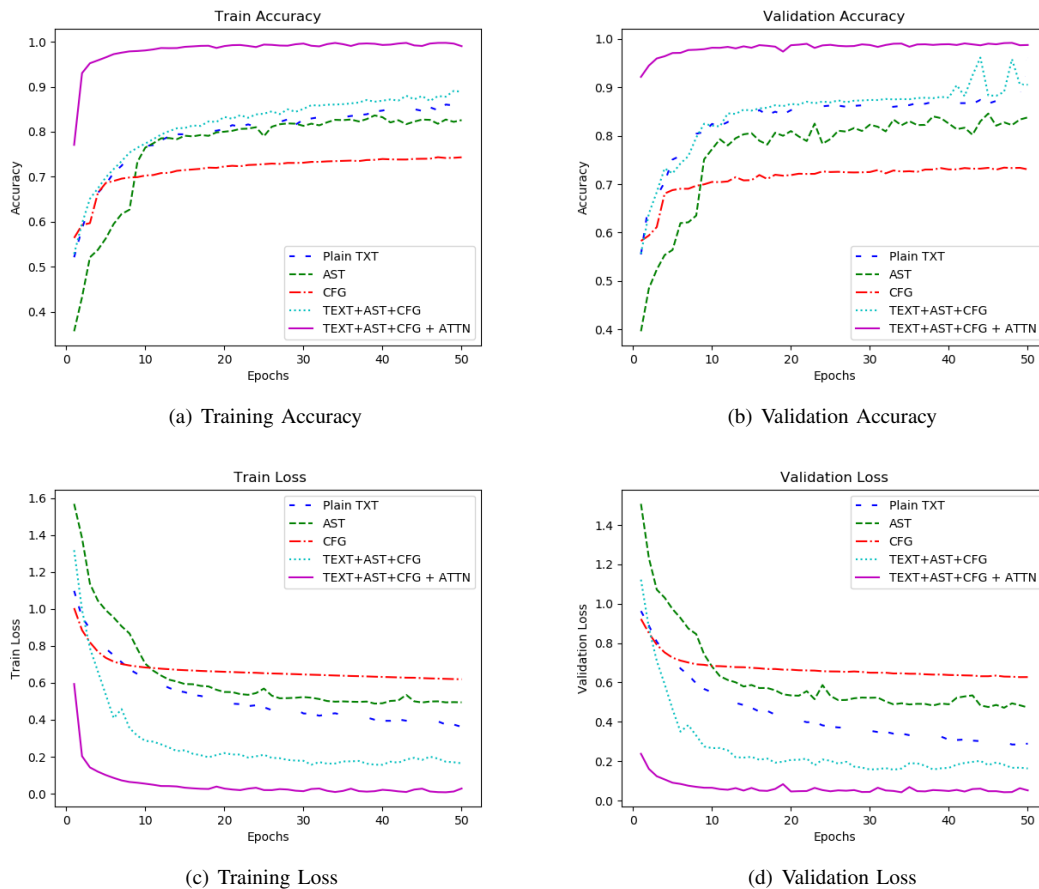 Train Accuracy
1.0
0.9
0.8
0.7
0.6
0.5
0.4
Accuracy
0 10 20 30 40 50
Epochs
Plain TXT
AST
CFG
TEXT+AST+CFG
TEXT+AST+CFG + ATTN
(a) Training Accuracy
Validation Accuracy
1.0
0.9
0.8
0.7
0.6
0.5
0.4
Accuracy
0 10 20 30 40 50
Epochs
Plain TXT
AST
CFG
TEXT+AST+CFG
TEXT+AST+CFG + ATTN
(b) Validation Accuracy
Train Loss
1.6
1.4
1.2
1.0
0.8
0.6
0.4
0.2
0.0
Train Loss
0 10 20 30 40 50
Epochs
Plain TXT
AST
CFG
TEXT+AST+CFG
TEXT+AST+CFG + ATTN
(c) Training Loss
Validation Loss
1.4
1.2
1.0
0.8
0.6
0.4
0.2
0.0
Validation Loss
0 10 20 30 40 50
Epochs
Plain TXT
AST
CFG
TEXT+AST+CFG
TEXT+AST+CFG + ATTN
(d) Validation Loss